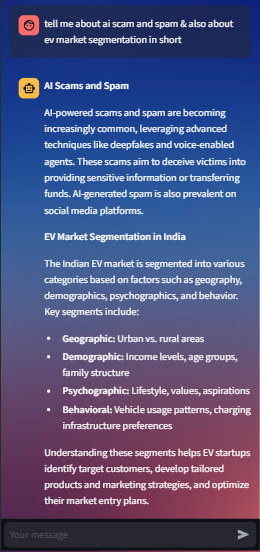 tell me about ai scam and spam & also about
ev market segmentation in short
AI Scams and Spam
AI-powered scams and spam are becoming
increasingly common, leveraging advanced
techniques like deepfakes and voice-enabled
agents. These scams aim to deceive victims into
providing sensitive information or transferring
funds. AI-generated spam is also prevalent on
social media platforms.
EV Market Segmentation in India
The Indian EV market is segmented into various
categories based on factors such as geography,
demographics, psychographics, and behavior.
Key segments include:
• Geographic: Urban vs. rural areas
• Demographic: Income levels, age groups,
family structure
• Psychographic: Lifestyle, values, aspirations
• Behavioral: Vehicle usage patterns, charging
infrastructure preferences
Understanding these segments helps EV startups
identify target customers, develop tailored
products and marketing strategies, and optimize
their market entry plans.
Your message